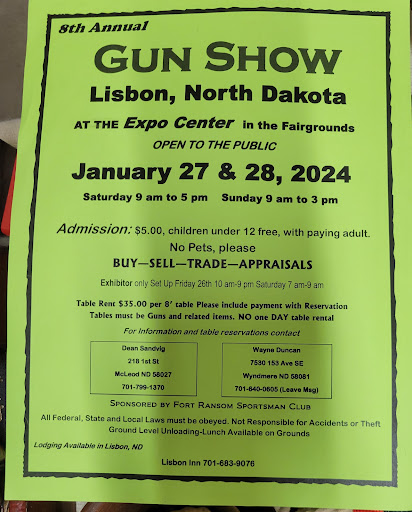 8th Annual
GUN SHOW
Lisbon, North Dakota
AT THE Expo Center in the Fairgrounds
OPEN TO THE PUBLIC
January 27 & 28, 2024
Saturday 9 am to 5 pm Sunday 9 am to 3 pm
Admission: $5.00, children under 12 free, with paying adult.
No Pets, please
BUY—SELL—TRADE—APPRAISALS
Exhibitor only Set Up Friday 26th 10 am-9 pm Saturday 7 am-9 am
Table Rent $35.00 per 8' table Please include payment with Reservation
Tables must be Guns and related items. NO one DAY table rental
For Information and table reservations contact
Dean Sandvig
218 1st St
McLeod ND 58027
701-799-1370
Wayne Duncan
7530 153 Ave SE
Wyndmere ND 58081
701-640-0605 (Leave Msg)
SPONSORED BY FORT RANSOM SPORTSMAN CLUB
All Federal, State and Local Laws must be obeyed. Not Responsible for Accidents or Theft
Ground Level Unloading-Lunch Available on Grounds
Lodging Available in Lisbon, ND
Lisbon Inn 701-683-9076